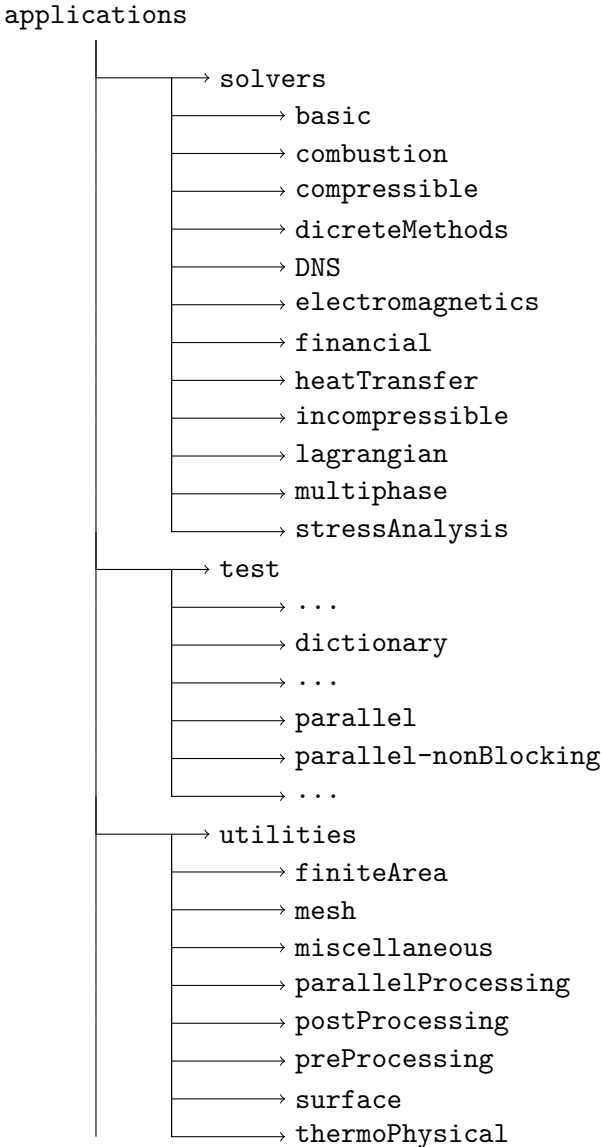 applications
solvers
basic
combustion
compressible
dicreteMethods
DNS
electromagnetics
financial
heatTransfer
incompressible
lagrangian
multiphase
stressAnalysis
test
...
dictionary
...
parallel
parallel-nonBlocking
...
utilities
finiteArea
mesh
miscellaneous
parallelProcessing
postProcessing
preProcessing
surface
thermoPhysical